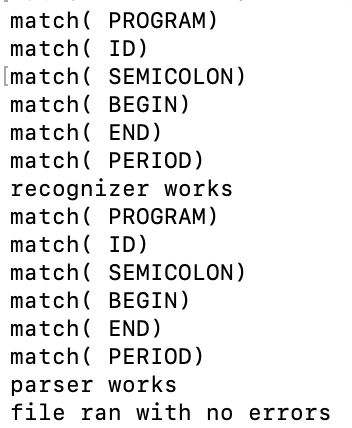 match( PROGRAM)
match( ID)
match( SEMICOLON)
match( BEGIN)
match( END)
match( PERIOD)
recognizer works
match( PROGRAM)
match( ID)
match( SEMICOLON)
match( BEGIN)
match( END)
match( PERIOD)
parser works
file ran with no errors